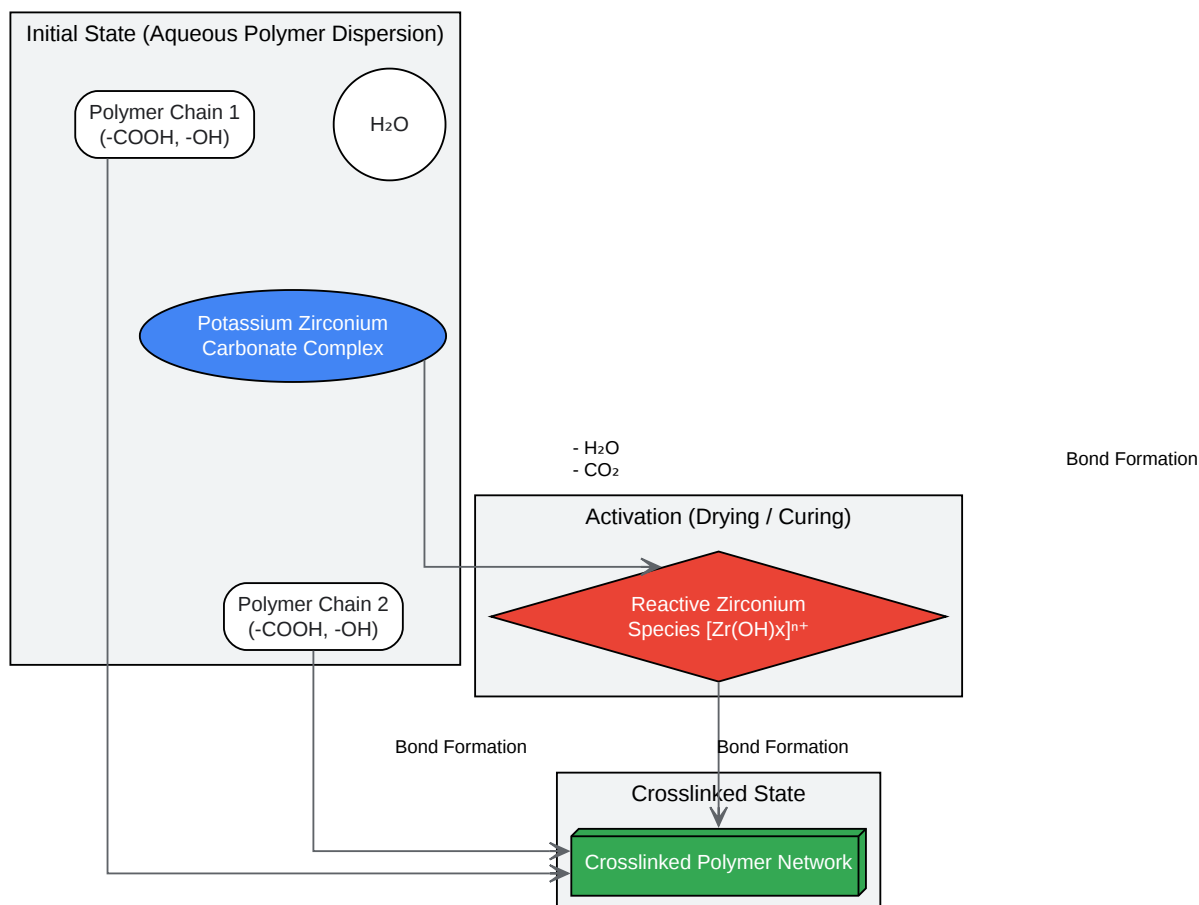 Initial State (Aqueous Polymer Dispersion)
Polymer Chain 1
(-COOH, -OH)
H₂O
Potassium Zirconium
Carbonate Complex
- H₂O
- CO₂
Bond Formation
Activation (Drying / Curing)
Reactive Zirconium
Species [Zr(OH)x]ⁿ⁺
Polymer Chain 2
(-COOH, -OH)
Bond Formation
Bond Formation
Crosslinked State
Crosslinked Polymer Network